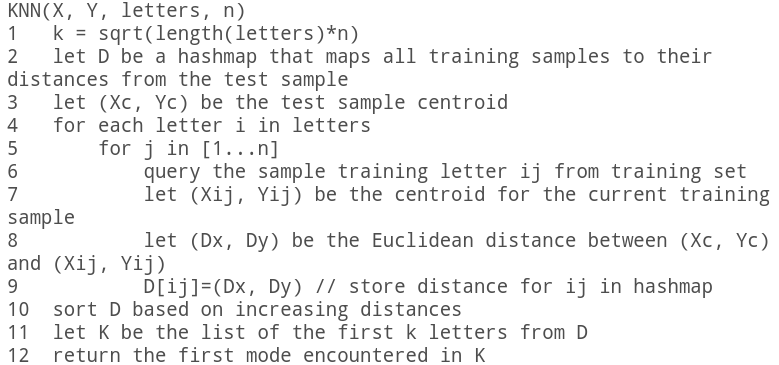 KNN(X, Y, letters, n)
1   k = sqrt(length(letters)*n)
2   let D be a hashmap that maps all training samples to their
distances from the test sample
3   let (Xc, Yc) be the test sample centroid
4   for each letter i in letters
5       for j in [1...n]
6           query the sample training letter ij from training set
7           let (Xij, Yij) be the centroid for the current training
sample
8           let (Dx, Dy) be the Euclidean distance between (Xc, Yc)
and (Xij, Yij)
9           D[ij]=(Dx, Dy) // store distance for ij in hashmap
10  sort D based on increasing distances
11  let K be the list of the first k letters from D
12  return the first mode encountered in K